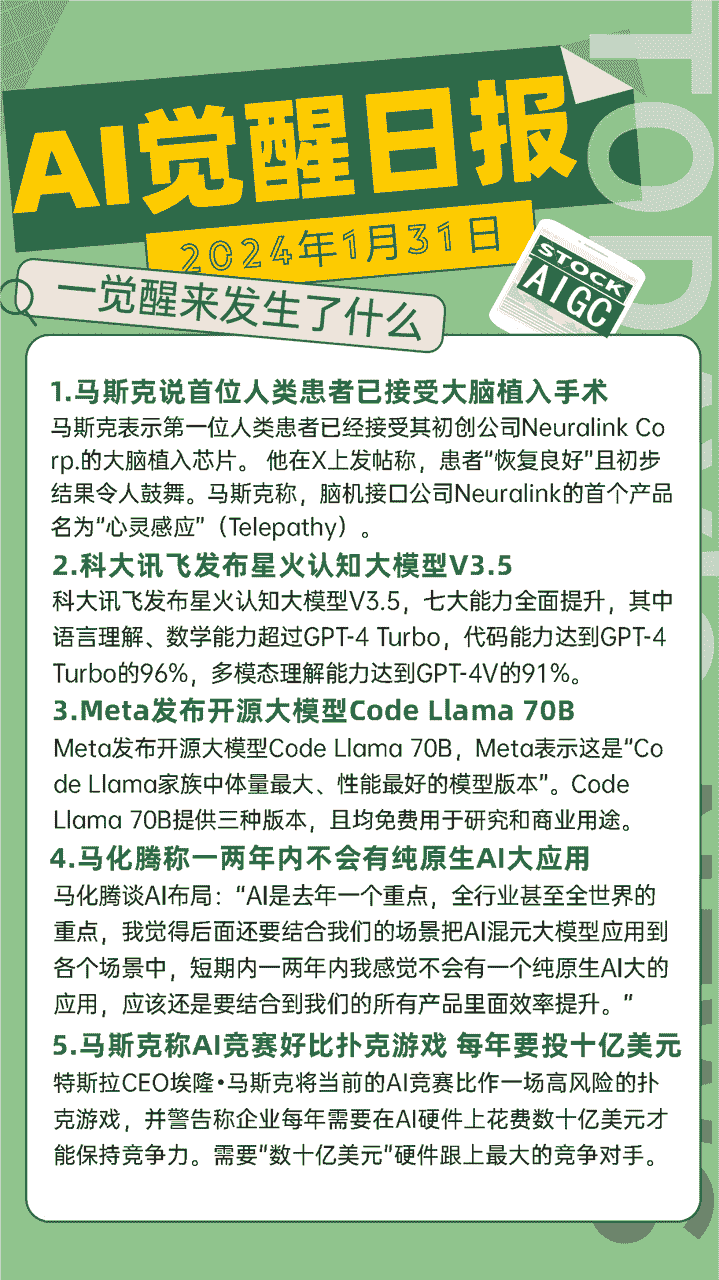 AI觉醒日报
2024年1月31日
一觉醒来发生了什么
STOCK
AIGC
1.马斯克说首位人类患者已接受大脑植入手术
马斯克表示第一位人类患者已经接受其初创公司Neuralink Co
rp.的大脑植入芯片。 他在X上发帖称，患者“恢复良好”且初步
结果令人鼓舞。马斯克称，脑机接口公司Neuralink的首个产品
名为“心灵感应”（Telepathy）。
2.科大讯飞发布星火认知大模型V3.5
科大讯飞发布星火认知大模型V3.5，七大能力全面提升，其中
语言理解、数学能力超过GPT-4 Turbo，代码能力达到GPT-4
Turbo的96%，多模态理解能力达到GPT-4V的91%。
3.Meta发布开源大模型Code Llama 70B
Meta发布开源大模型Code Llama 70B，Meta表示这是“Co
de Llama家族中体量最大、性能最好的模型版本”。Code
Llama 70B提供三种版本，且均免费用于研究和商业用途。
4.马化腾称一两年内不会有纯原生AI大应用
马化腾谈AI布局：“AI是去年一个重点，全行业甚至全世界的
重点，我觉得后面还要结合我们的场景把AI混元大模型应用到
各个场景中，短期内一两年内我感觉不会有一个纯原生AI大的
应用，应该还是要结合到我们的所有产品里面效率提升。”
5.马斯克称AI竞赛好比扑克游戏 每年要投十亿美元
特斯拉CEO埃隆•马斯克将当前的AI竞赛比作一场高风险的扑
克游戏，并警告称企业每年需要在AI硬件上花费数十亿美元才
能保持竞争力。需要“数十亿美元”硬件跟上最大的竞争对手。